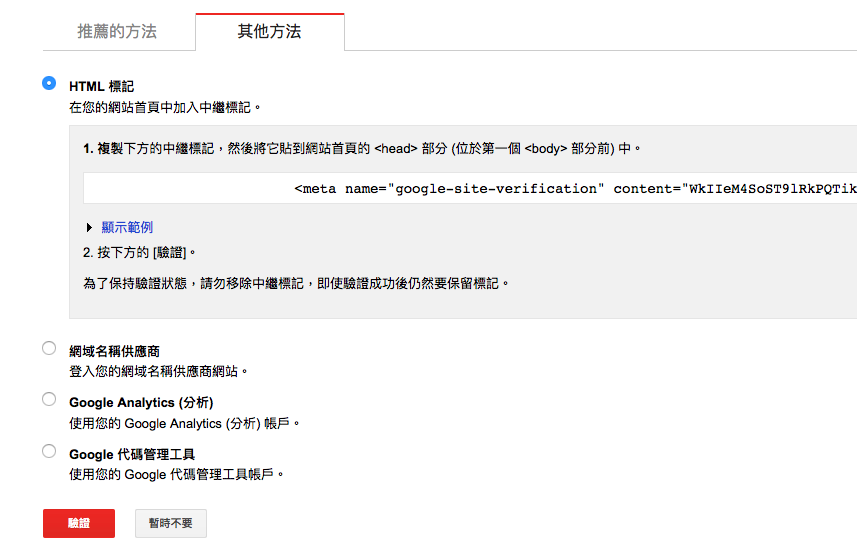 推薦的方法 其他方法
HTML 標記
在您的網站首頁中加入中繼標記。
1. 複製下方的中繼標記，然後將它貼到網站首頁的 <head> 部分 (位於第一個 <body> 部分前) 中。
<meta name="google-site-verification" content="WkIIeM4SoST9lRkPQTik
顯示範例
2. 按下方的 [驗證]。
為了保持驗證狀態，請勿移除中繼標記，即使驗證成功後仍然要保留標記。
網域名稱供應商
登入您的網域名稱供應商網站。
Google Analytics (分析)
使用您的 Google Analytics (分析) 帳戶。
Google 代碼管理工具
使用您的 Google 代碼管理工具帳戶。
驗證 暫時不要